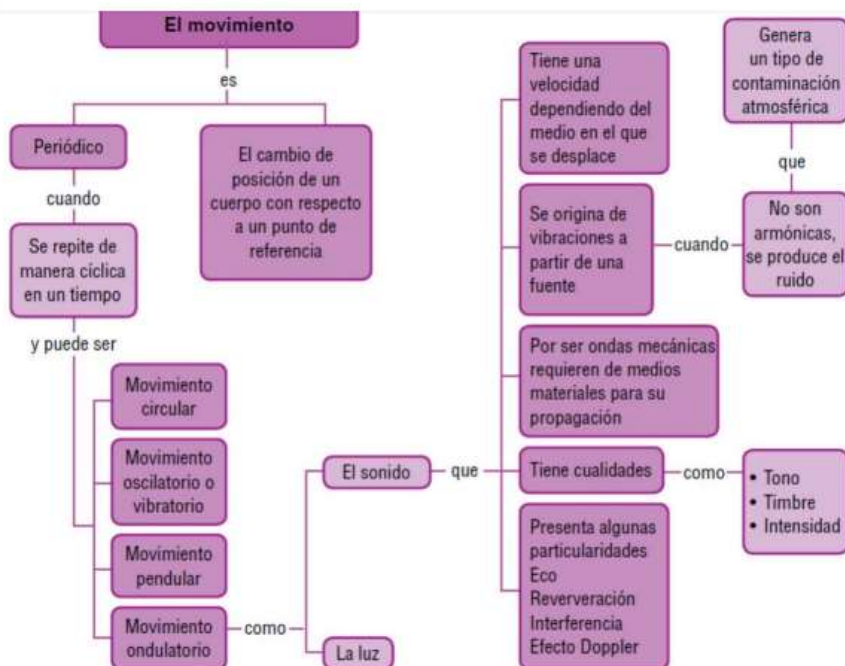 El movimiento
es
Periódico
El cambio de
posición de un
cuerpo con respecto
a un punto de
referencia
cuando
Se repite de
manera cíclica
en un tiempo
y puede ser
Movimiento
circular
Movimiento
oscilatorio o
vibratorio
Movimiento
pendular
Movimiento
ondulatorio
como
El sonido
La luz
que
Tiene una
velocidad
dependiendo del
medio en el que
se desplace
Se origina de
vibraciones a
partir de una
fuente
cuando
No son
armónicas,
se produce el
ruido
que
Genera
un tipo de
contaminación
atmosférica
Por ser ondas mecánicas
requieren de medios
materiales para su
propagación
Tiene cualidades
como
• Tono
• Timbre
• Intensidad
Presenta algunas
particularidades
Eco
Reververación
Interferencia
Efecto Doppler